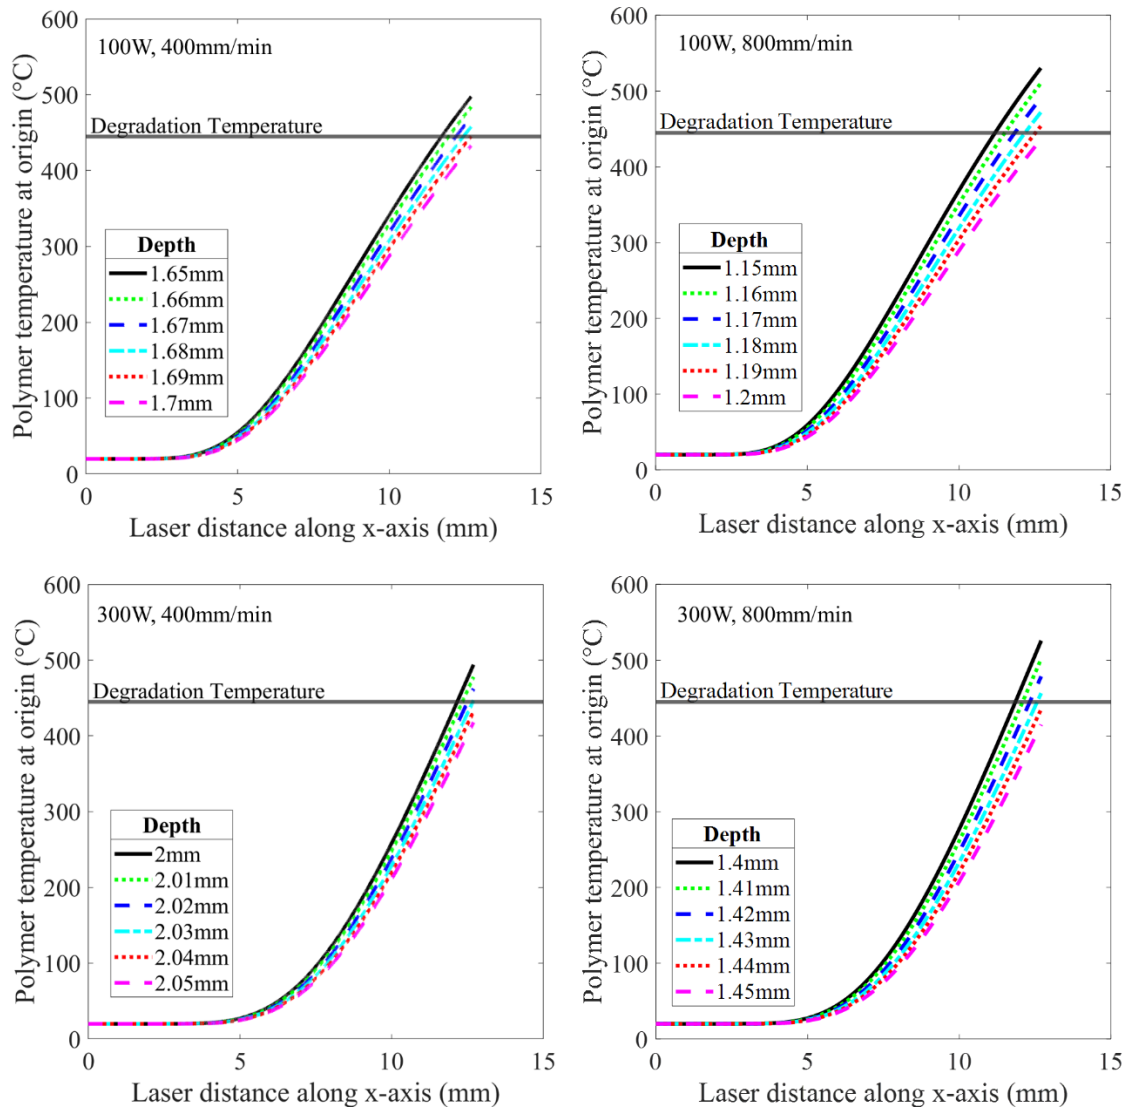 100W, 400mm/min
Polymer temperature at origin (°C)
600
500
400
300
200
100
0
Degradation Temperature
Depth
1.65mm
1.66mm
1.67mm
1.68mm
1.69mm
1.7mm
0
5
10
15
Laser distance along x-axis (mm)
100W, 800mm/min
Polymer temperature at origin (°C)
600
500
400
300
200
100
0
Degradation Temperature
Depth
1.15mm
1.16mm
1.17mm
1.18mm
1.19mm
1.2mm
0
5
10
15
Laser distance along x-axis (mm)
300W, 400mm/min
Polymer temperature at origin (°C)
600
500
400
300
200
100
0
Degradation Temperature
Depth
2mm
2.01mm
2.02mm
2.03mm
2.04mm
2.05mm
0
5
10
15
Laser distance along x-axis (mm)
300W, 800mm/min
Polymer temperature at origin (°C)
600
500
400
300
200
100
0
Degradation Temperature
Depth
1.4mm
1.41mm
1.42mm
1.43mm
1.44mm
1.45mm
0
5
10
15
Laser distance along x-axis (mm)